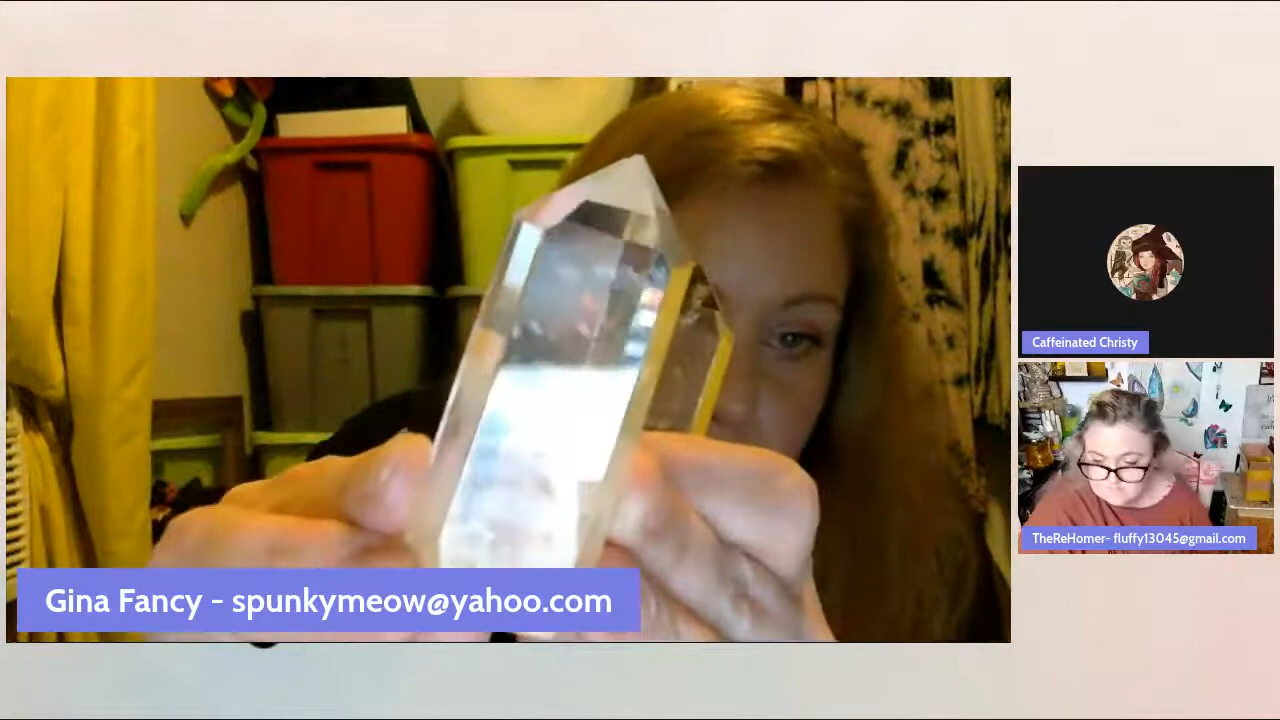 Gina Fancy - spunkymeow@yahoo.com
Caffeinated Christy
TheReHomer- fluffy13045@gmail.com